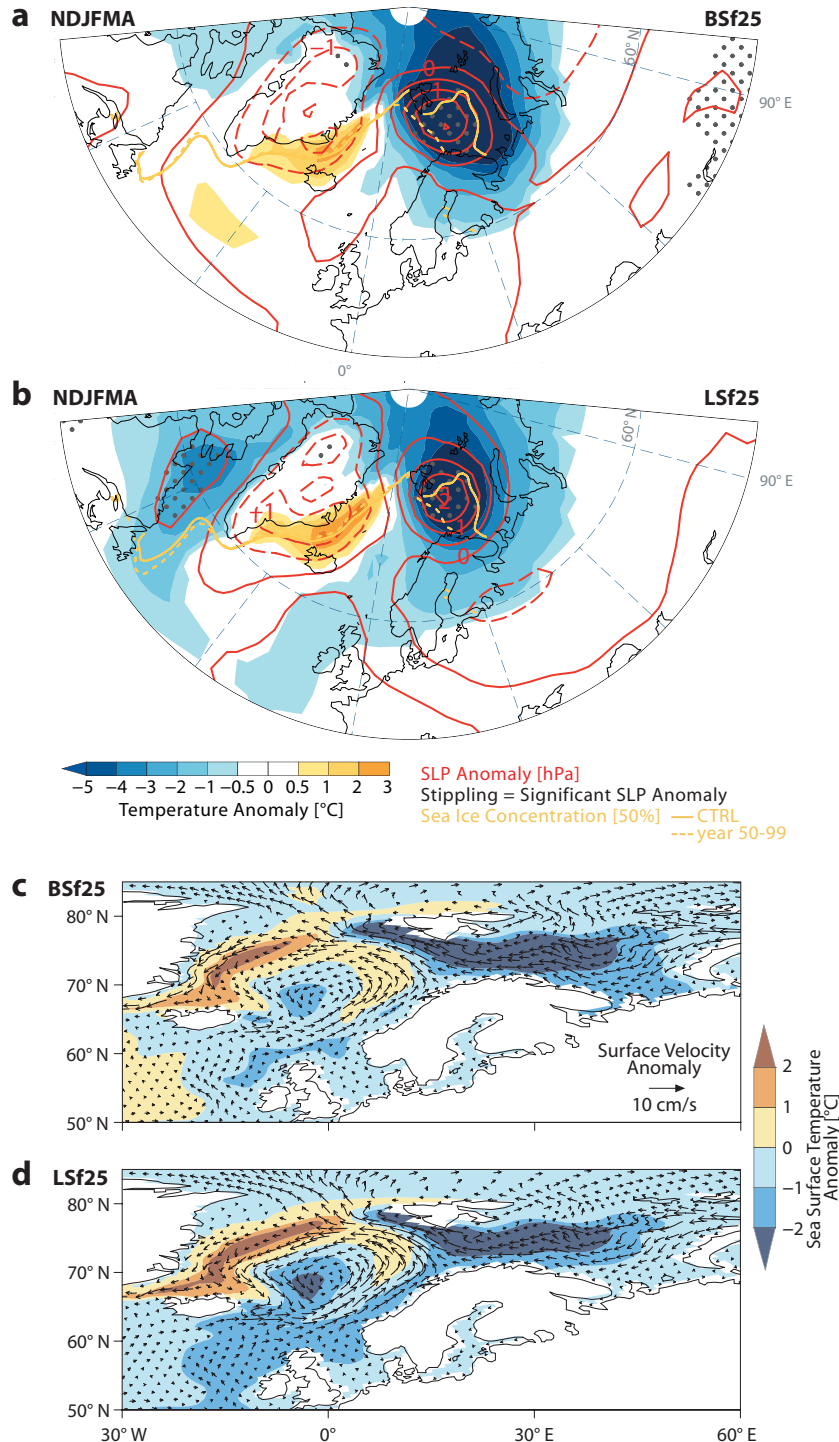 a NDJFMA BSf25
−1
0
1
60° N
90° E
0°
b NDJFMA LSf25
60° N
90° E
+1
2
1
0
−5 −4 −3 −2 −1 −0.5 0 0.5 1 2 3
Temperature Anomaly [°C]
SLP Anomaly [hPa]
Stippling = Significant SLP Anomaly
Sea Ice Concentration [50%] CTRL
year 50-99
c BSf25
80° N
70° N
60° N
50° N
Surface Velocity
Anomaly
10 cm/s
d LSf25
80° N
70° N
60° N
50° N
30° W 0° 30° E 60° E
2
1
0
−1
−2
Sea Surface Temperature
Anomaly [°C]